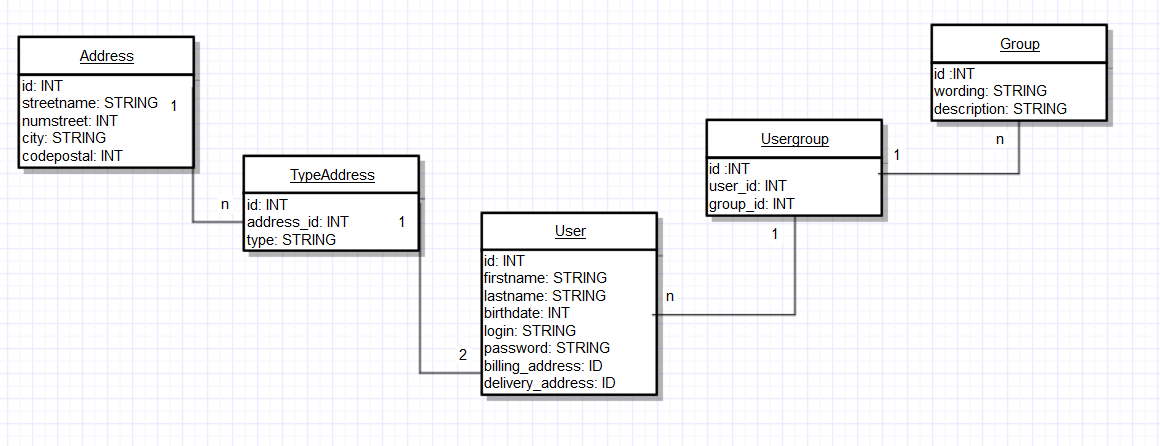 Address
id: INT
streetname: STRING
numstreet: INT
city: STRING
codepostal: INT
1
n
TypeAddress
id: INT
address_id: INT
type: STRING
1
2
User
id: INT
firstname: STRING
lastname: STRING
birthdate: INT
login: STRING
password: STRING
billing_address: ID
delivery_address: ID
n
1
Usergroup
id :INT
user_id: INT
group_id: INT
1
n
Group
id :INT
wording: STRING
description: STRING